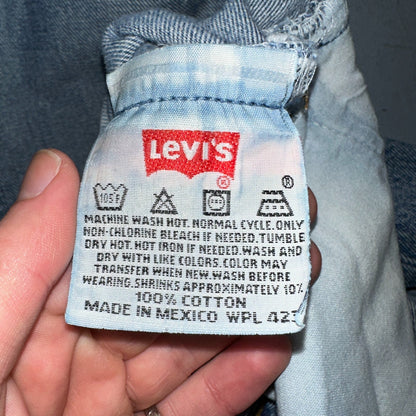 Levi's
®
105F
®
MACHINE WASH HOT. NORMAL CYCLE. ONLY
NON-CHLORINE BLEACH IF NEEDED. TUMBLE
DRY HOT. HOT IRON IF NEEDED. WASH AND
DRY WITH LIKE COLORS. COLOR MAY
TRANSFER WHEN NEW. WASH BEFORE
WEARING. SHRINKS APPROXIMATELY 10%
100% COTTON
MADE IN MEXICO WPL 423